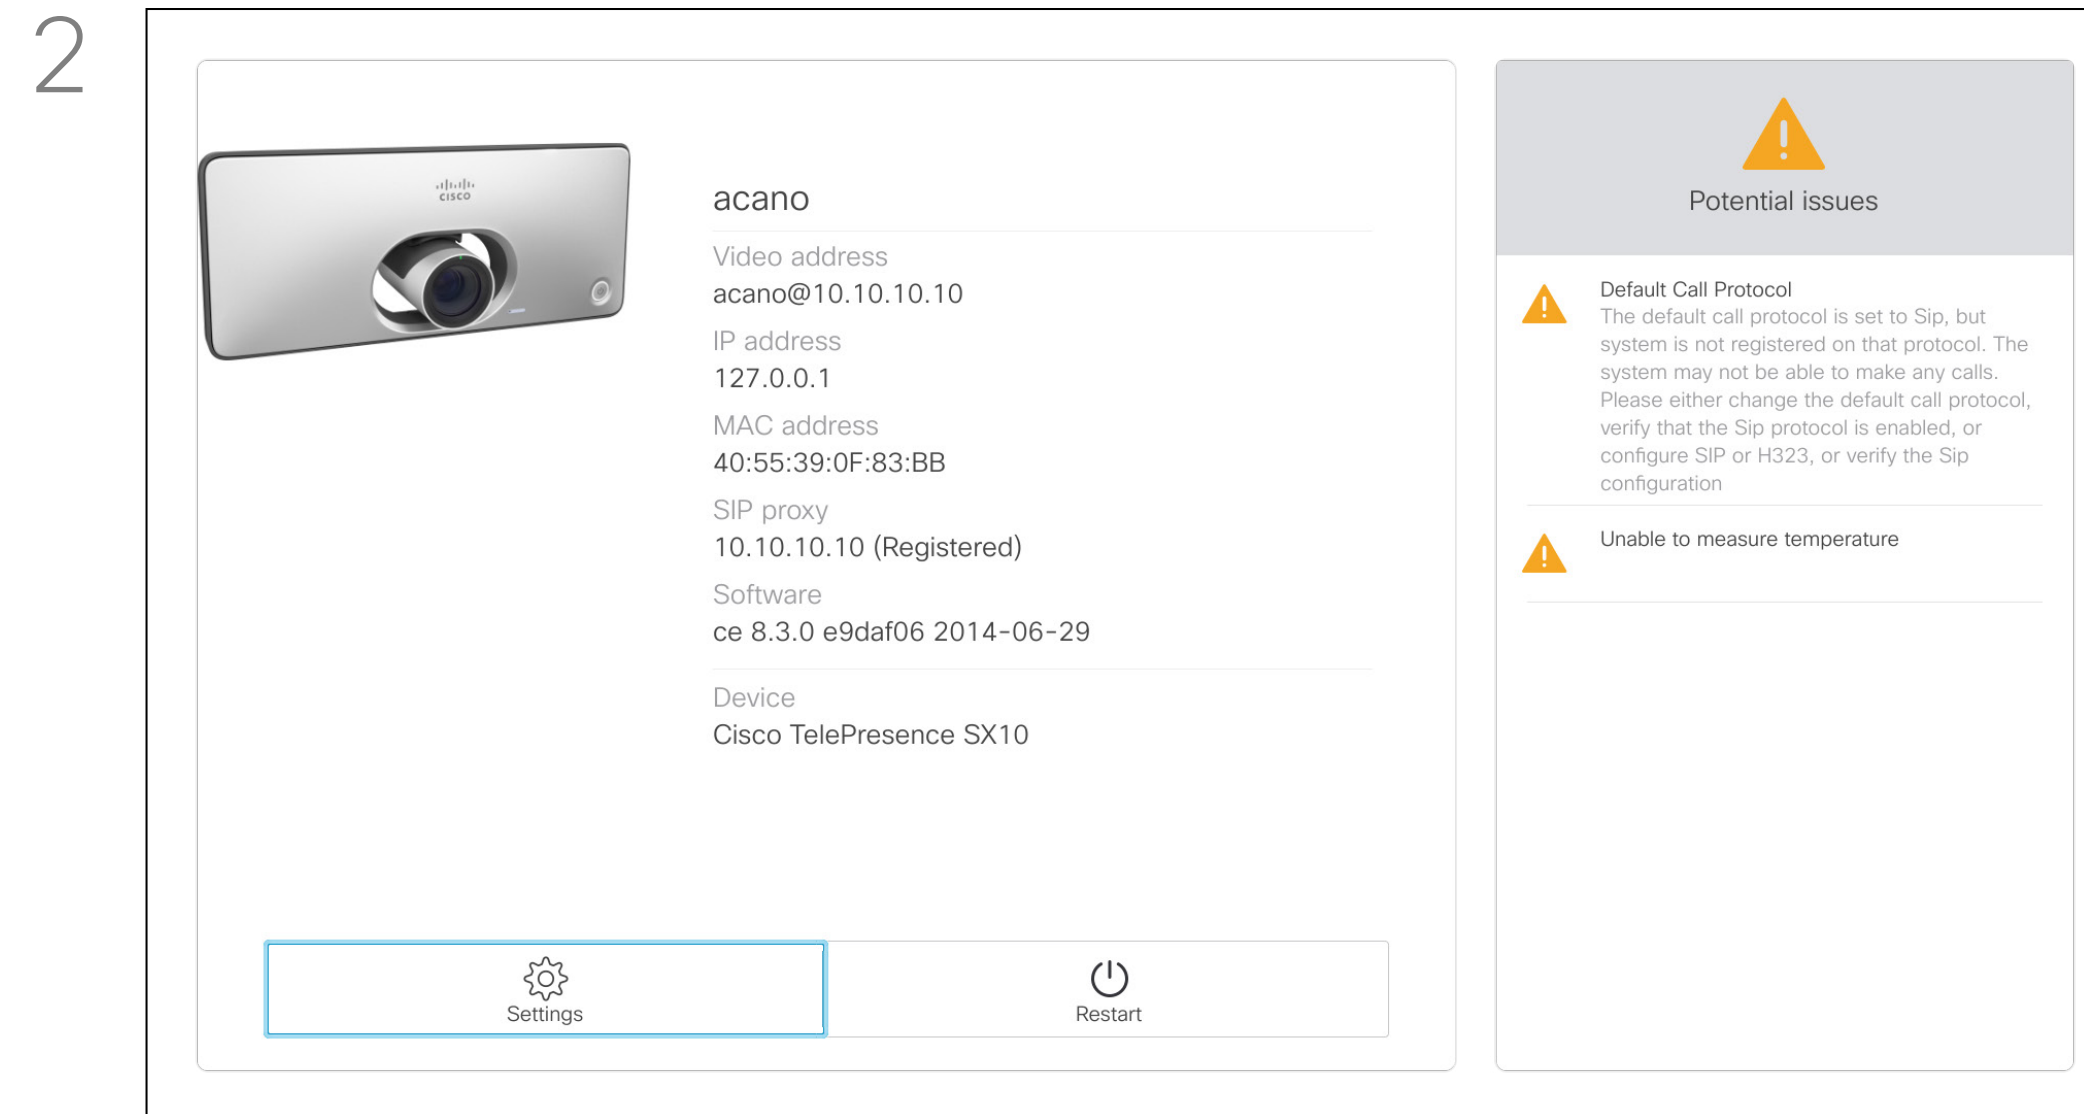 2
CISCO
acano
Video address
acano@10.10.10.10
IP address
127.0.0.1
MAC address
40:55:39:0F:83:BB
SIP proxy
10.10.10.10 (Registered)
Software
ce 8.3.0 e9daf06 2014-06-29
Device
Cisco TelePresence SX10
Settings
Restart
Potential issues
Default Call Protocol
The default call protocol is set to Sip, but
system is not registered on that protocol. The
system may not be able to make any calls.
Please either change the default call protocol,
verify that the Sip protocol is enabled, or
configure SIP or H323, or verify the Sip
configuration
Unable to measure temperature